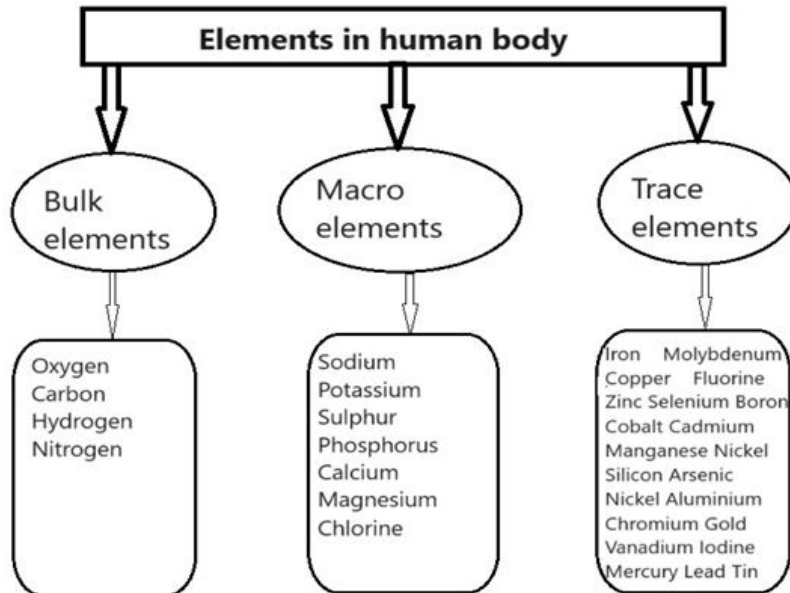 Elements in human body
Bulk
elements
Macro
elements
Trace
elements
Oxygen
Carbon
Hydrogen
Nitrogen
Sodium
Potassium
Sulphur
Phosphorus
Calcium
Magnesium
Chlorine
Iron Molybdenum
Copper Fluorine
Zinc Selenium Boron
Cobalt Cadmium
Manganese Nickel
Silicon Arsenic
Nickel Aluminium
Chromium Gold
Vanadium Iodine
Mercury Lead Tin